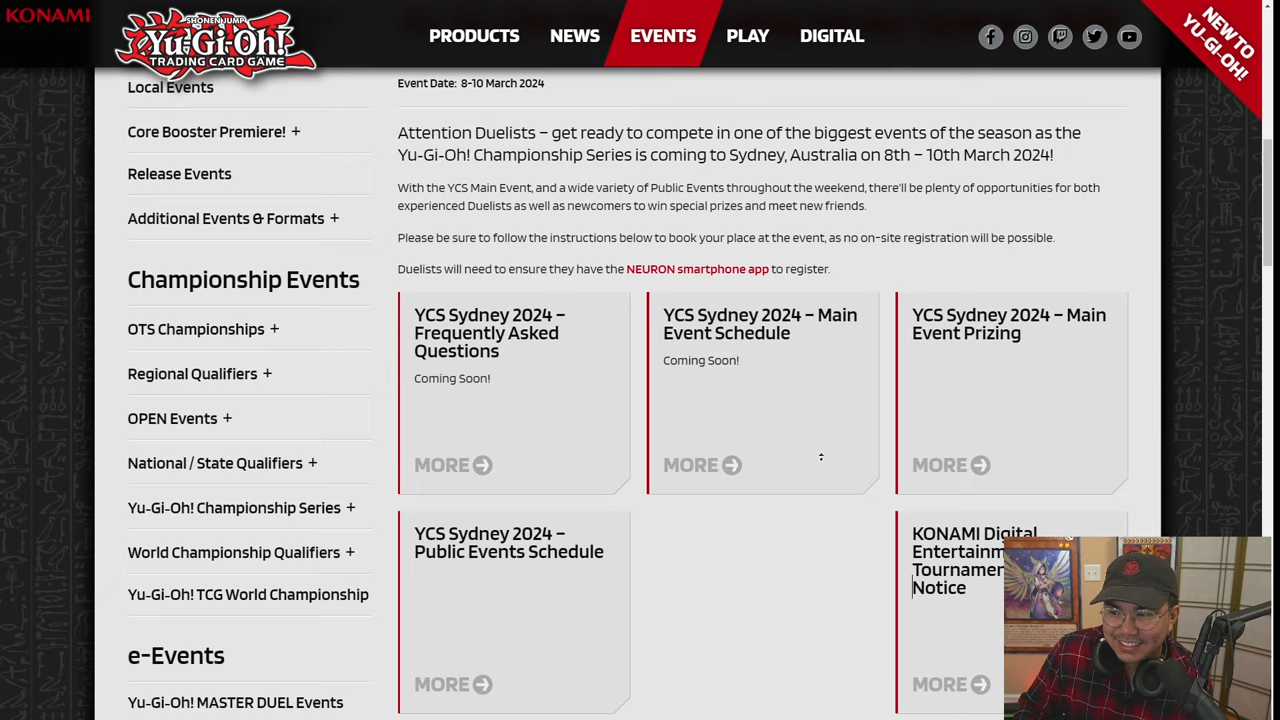 KONAMI
SHONEN JUMP
Yu-Gi-Oh!
TRADING CARD GAME
PRODUCTS
NEWS
EVENTS
PLAY
DIGITAL
NEW TO
YU-GI-OH!
Local Events
Core Booster Premiere! +
Release Events
Additional Events & Formats +
Championship Events
OTS Championships +
Regional Qualifiers +
OPEN Events +
National / State Qualifiers +
Yu-Gi-Oh! Championship Series +
World Championship Qualifiers +
Yu-Gi-Oh! TCG World Championship
e-Events
Yu-Gi-Oh! MASTER DUEL Events
Event Date: 8-10 March 2024
Attention Duelists – get ready to compete in one of the biggest events of the season as the
Yu-Gi-Oh! Championship Series is coming to Sydney, Australia on 8th – 10th March 2024!
With the YCS Main Event, and a wide variety of Public Events throughout the weekend, there'll be plenty of opportunities for both
experienced Duelists as well as newcomers to win special prizes and meet new friends.
Please be sure to follow the instructions below to book your place at the event, as no on-site registration will be possible.
Duelists will need to ensure they have the NEURON smartphone app to register.
YCS Sydney 2024 –
Frequently Asked
Questions
Coming Soon!
MORE
YCS Sydney 2024 – Main
Event Schedule
Coming Soon!
MORE
YCS Sydney 2024 – Main
Event Prizing
MORE
YCS Sydney 2024 –
Public Events Schedule
MORE
KONAMI Digital
Entertainm
Tournamen
Notice
MORE